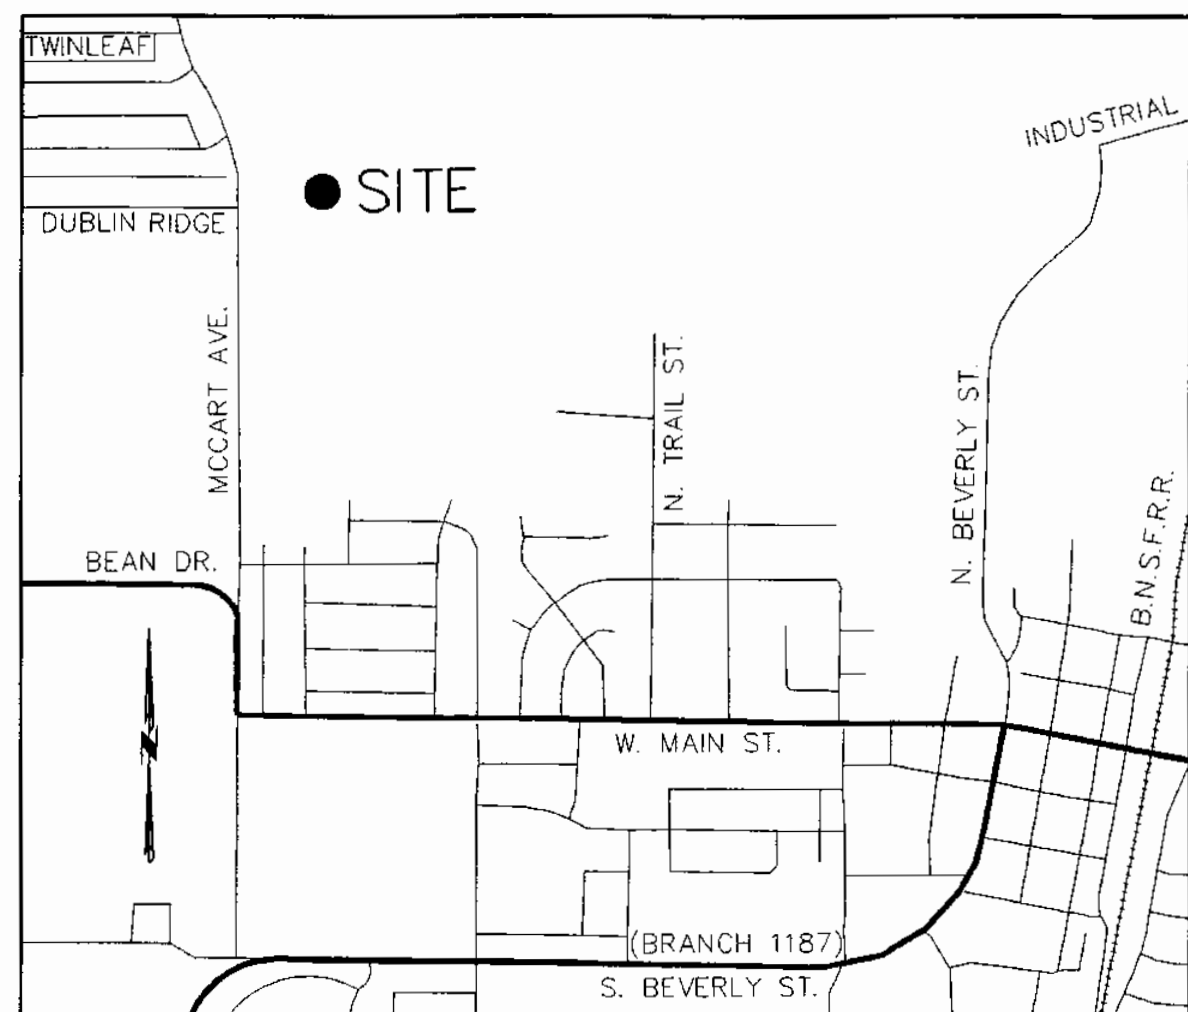 TWINLEAF
INDUSTRIAL
SITE
DUBLIN RIDGE
MCCART AVE.
N. TRAIL ST.
N. BEVERLY ST.
B.N.S.F.R.R.
BEAN DR.
N
W. MAIN ST.
(BRANCH 1187)
S. BEVERLY ST.